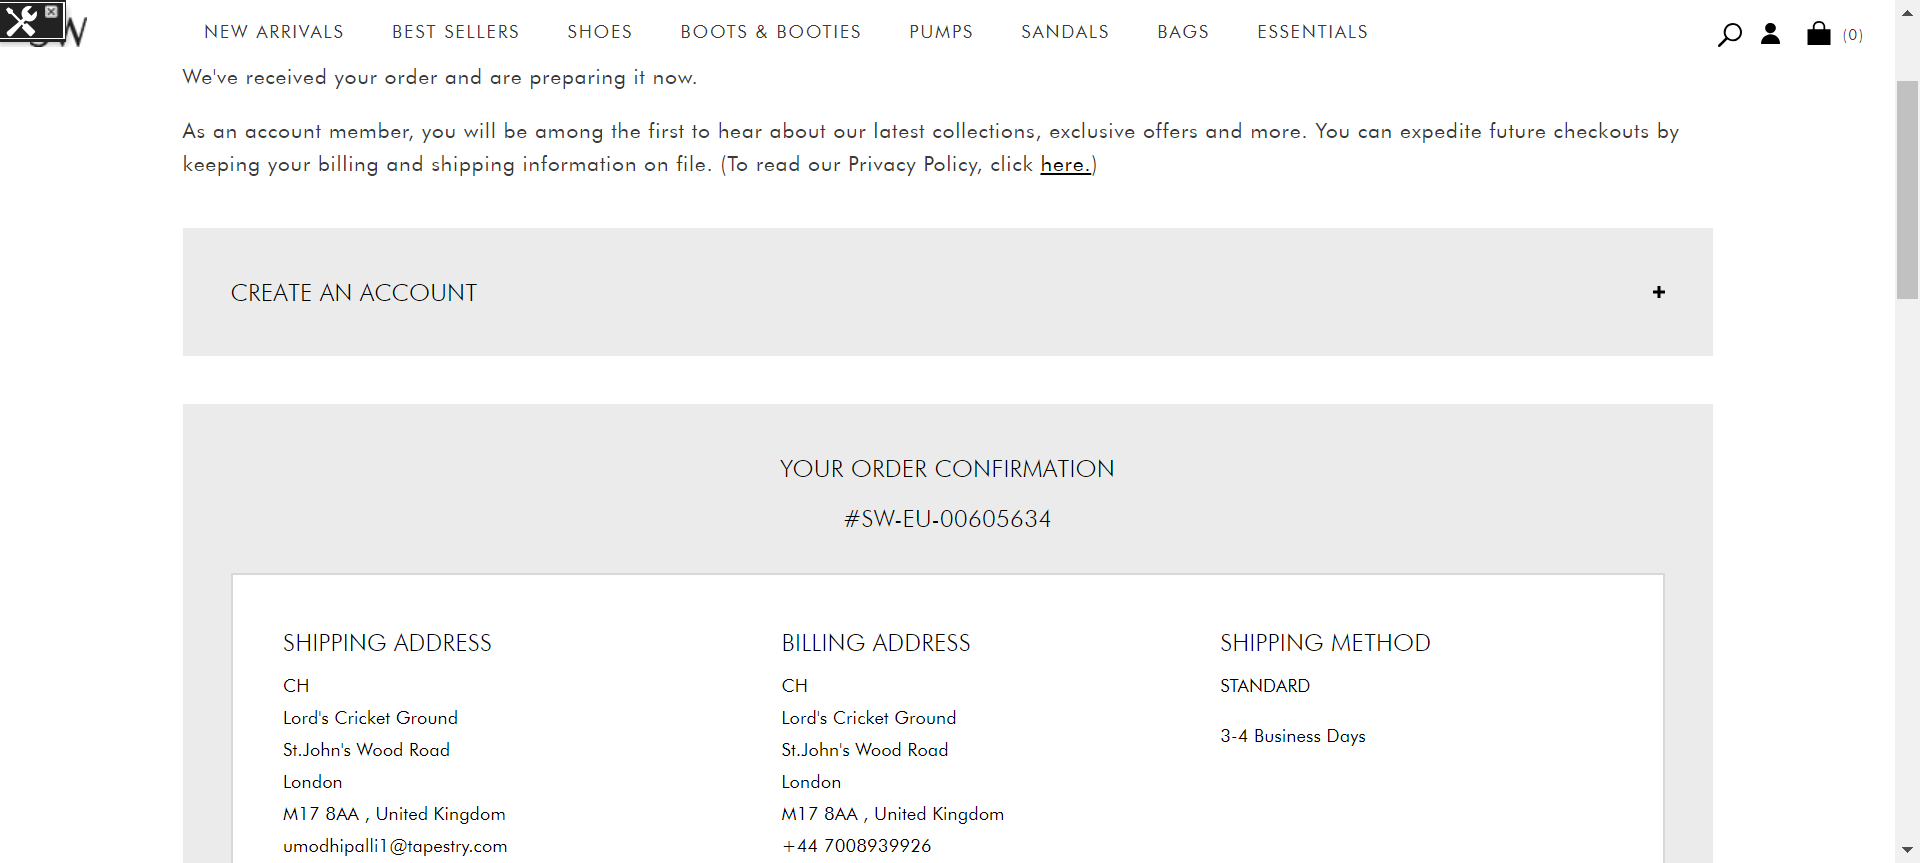 SW
NEW ARRIVALS BEST SELLERS SHOES BOOTS & BOOTIES PUMPS SANDALS BAGS ESSENTIALS (0)
We've received your order and are preparing it now.
As an account member, you will be among the first to hear about our latest collections, exclusive offers and more. You can expedite future checkouts by
keeping your billing and shipping information on file. (To read our Privacy Policy, click here.)
CREATE AN ACCOUNT +
YOUR ORDER CONFIRMATION
#SW-EU-00605634
SHIPPING ADDRESS
CH
Lord's Cricket Ground
St.John's Wood Road
London
M17 8AA , United Kingdom
umodhipalli1@tapestry.com
BILLING ADDRESS
CH
Lord's Cricket Ground
St.John's Wood Road
London
M17 8AA , United Kingdom
+44 7008939926
SHIPPING METHOD
STANDARD
3-4 Business Days